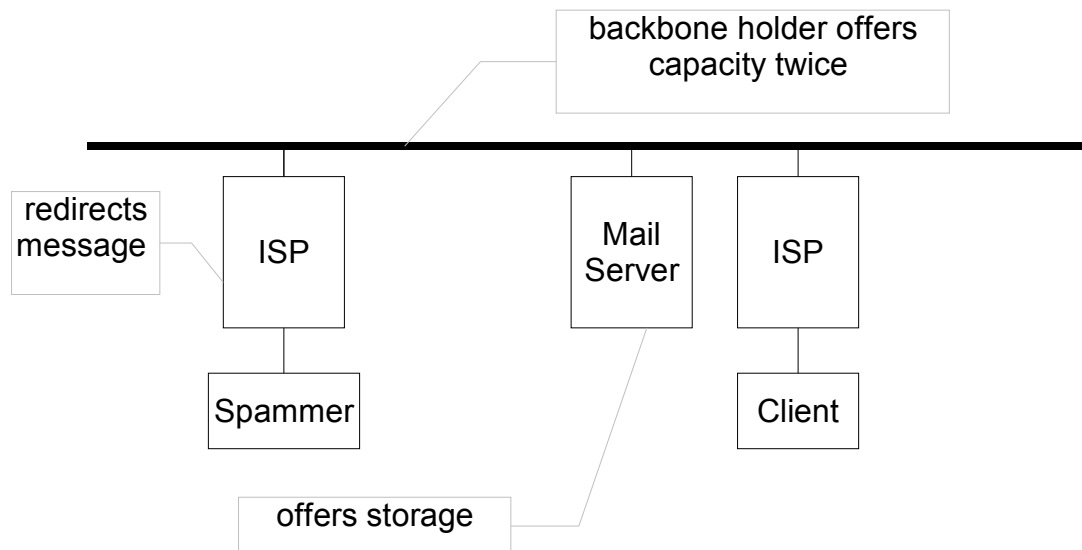 backbone holder offers
capacity twice
redirects
message
ISP
Mail
Server
ISP
Spammer
Client
offers storage